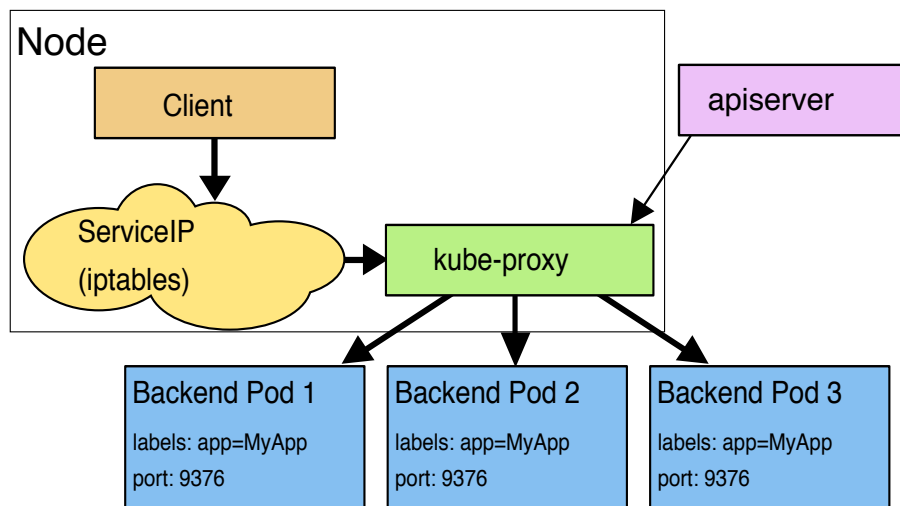 Node
Client
apiserver
ServiceIP
(iptables)
kube-proxy
Backend Pod 1
labels: app=MyApp
port: 9376
Backend Pod 2
labels: app=MyApp
port: 9376
Backend Pod 3
labels: app=MyApp
port: 9376